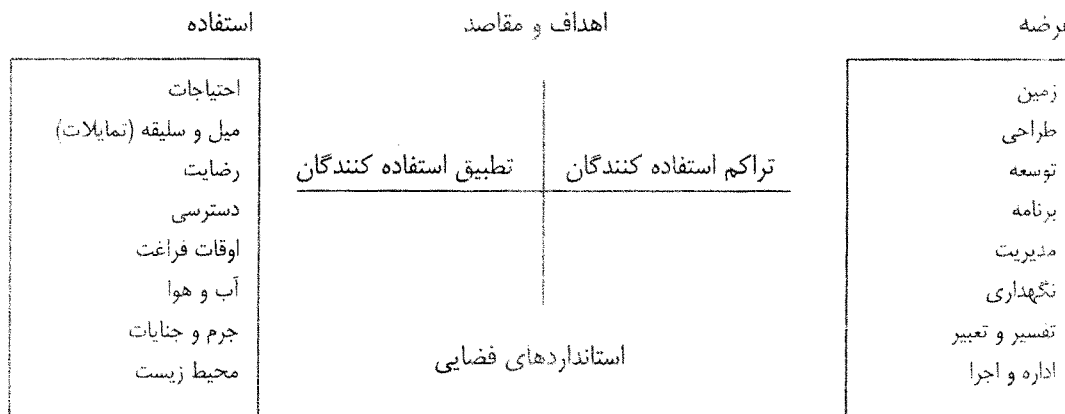 عرضه
زمین
طراحی
توسعه
برنامه
مدیریت
نگهداری
تفسیر و تعبیر
اداره و اجرا
اهداف و مقاصد
تراکم استفاده کنندگان
تطبیق استفاده کنندگان
استانداردهای فضایی
استفاده
احتیاجات
میل و سلیقه (تمایلات)
رضایت
دسترسی
اوقات فراغت
آب و هوا
جرم و جنایات
محیط زیست